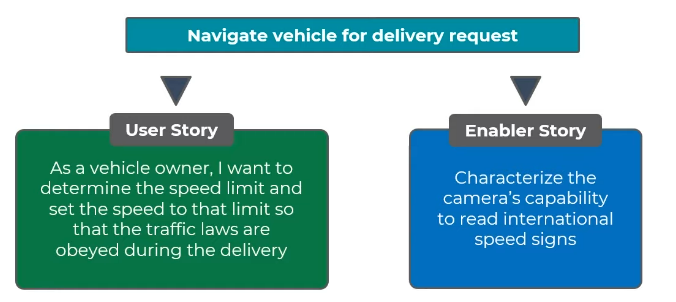 Navigate vehicle for delivery request
User Story
As a vehicle owner, I want to
determine the speed limit and
set the speed to that limit so
that the traffic laws are
obeyed during the delivery
Enabler Story
Characterize the
camera's capability
to read international
speed signs